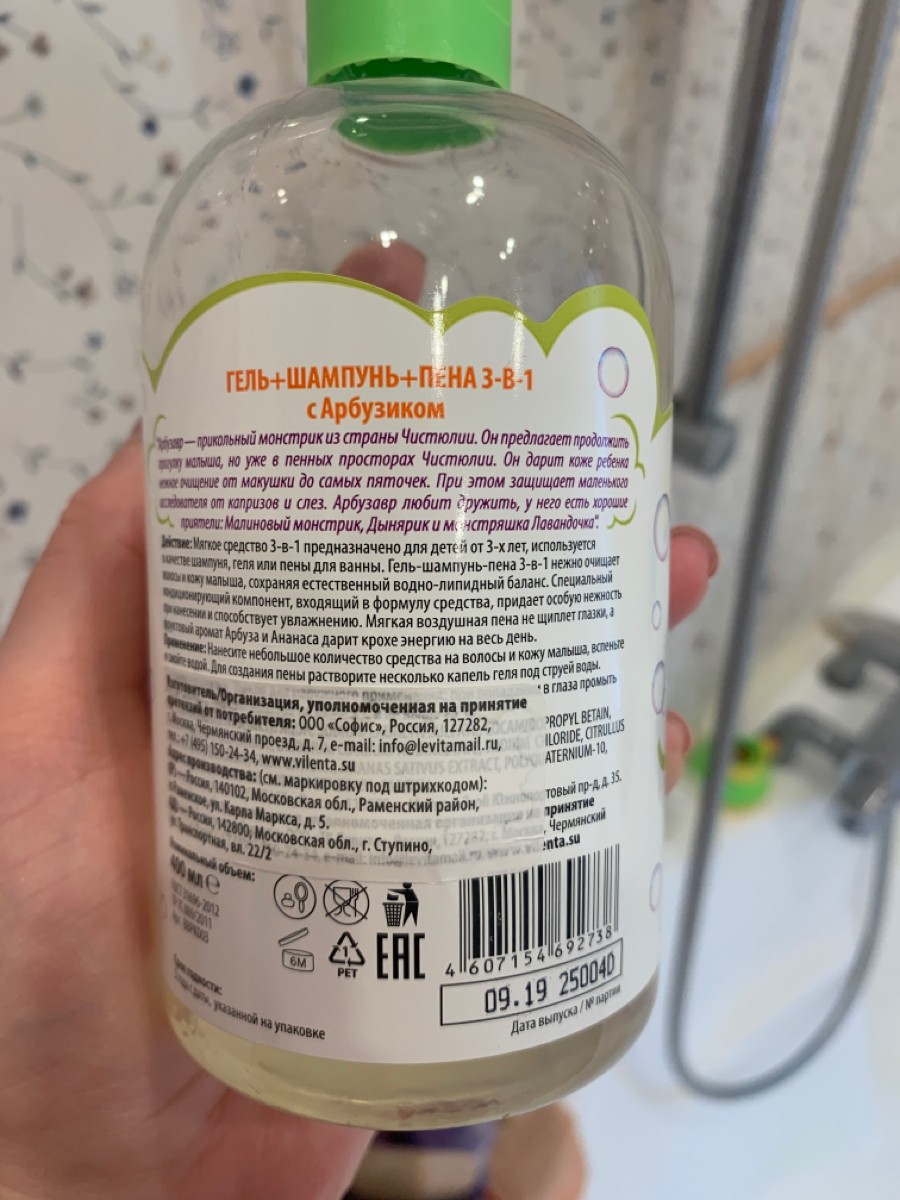 ГЕЛЬ+ШАМПУНЬ+ПЕНА 3-В-1
с Арбузиком
"Арбузавр — прикольный монстрик из страны Чистюлии. Он предлагает продолжить
прогулку малыша, но уже в пенных просторах Чистюлии. Он дарит коже ребенка
нежное очищение от макушки до самых пяточек. При этом защищает маленького
исследователя от капризов и слез. Арбузавр любит дружить, у него есть хорошие
приятели: Малиновый монстрик, Дынярик и монстряшка Лавандочка".
Действие: Мягкое средство 3-в-1 предназначено для детей от 3-х лет, используется
в качестве шампуня, геля или пены для ванны. Гель-шампунь-пена 3-в-1 нежно очищает
волосы и кожу малыша, сохраняя естественный водно-липидный баланс. Специальный
кондиционирующий компонент, входящий в формулу средства, придает особую нежность
при нанесении и способствует увлажнению. Мягкая воздушная пена не щиплет глазки, а
фруктовый аромат Арбуза и Ананаса дарит крохе энергию на весь день.
Применение: Нанесите небольшое количество средства на волосы и кожу малыша, вспеньте
и смойте водой. Для создания пены растворите несколько капель геля под струей воды.
в глаза промыть
Изготовитель/Организация, уполномоченная на принятие
претензий от потребителя: ООО «Софис», Россия, 127282,
г. Москва, Чермянский проезд, д. 7, e-mail: info@levitamail.ru,
тел.: +7 (495) 150-24-34, www.vilenta.su
Адрес производства: (см. маркировку под штрихкодом):
Россия, 140102, Московская обл., Раменский район,
г. Раменское, ул. Карла Маркса, д. 5.
— Россия, 142800, Московская обл., г. Ступино,
ул. Транспортная, вл. 22/2
PROPYL BETAIN,
CHLORIDE, CITRULLUS
ANAS SATIVUS EXTRACT,
ATERNIUM-10,
товый пр-д, д. 35.
принятие
, Чермянский
enta.su
Номинальный объем:
400 мл ℮
6М
1
PET
EAC
4 607154 692738
09.19 25004D
Дата выпуска / № партии
Срок годности:
с даты, указанной на упаковке